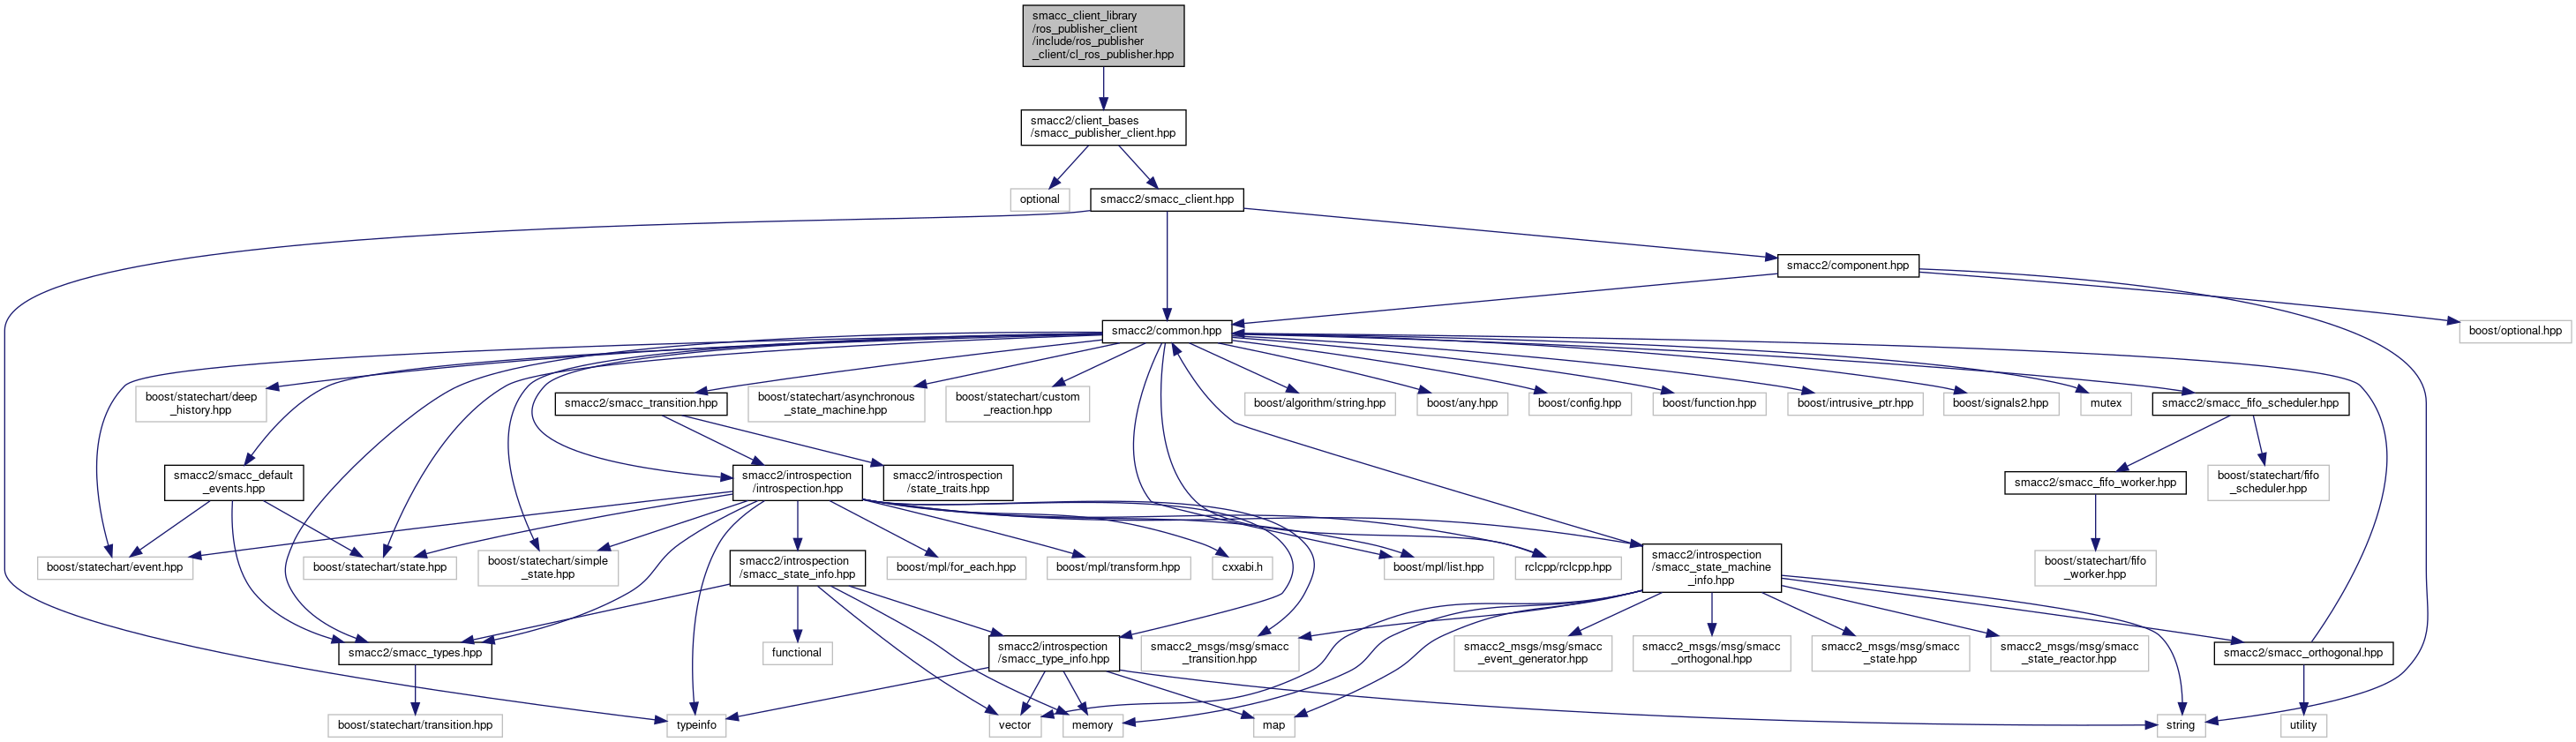 smacc_client_library
/ros_publisher_client
/include/ros_publisher
_client/cl_ros_publisher.hpp
smacc2/client_bases
/smacc_publisher_client.hpp
optional
smacc2/smacc_client.hpp
smacc2/component.hpp
smacc2/common.hpp
boost/optional.hpp
boost/statechart/deep
_history.hpp
smacc2/smacc_transition.hpp
boost/statechart/asynchronous
_state_machine.hpp
boost/statechart/custom
_reaction.hpp
boost/algorithm/string.hpp
boost/any.hpp
boost/config.hpp
boost/function.hpp
boost/intrusive_ptr.hpp
boost/signals2.hpp
mutex
smacc2/smacc_fifo_scheduler.hpp
smacc2/smacc_default
_events.hpp
smacc2/introspection
/introspection.hpp
smacc2/introspection
/state_traits.hpp
smacc2/smacc_fifo_worker.hpp
boost/statechart/fifo
_scheduler.hpp
boost/statechart/event.hpp
boost/statechart/state.hpp
boost/statechart/simple
_state.hpp
smacc2/introspection
/smacc_state_info.hpp
boost/mpl/for_each.hpp
boost/mpl/transform.hpp
cxxabi.h
boost/mpl/list.hpp
rclcpp/rclcpp.hpp
smacc2/introspection
/smacc_state_machine
_info.hpp
boost/statechart/fifo
_worker.hpp
smacc2/smacc_types.hpp
functional
smacc2/introspection
/smacc_type_info.hpp
smacc2_msgs/msg/smacc
_transition.hpp
smacc2_msgs/msg/smacc
_event_generator.hpp
smacc2_msgs/msg/smacc
_orthogonal.hpp
smacc2_msgs/msg/smacc
_state.hpp
smacc2_msgs/msg/smacc
_state_reactor.hpp
smacc2/smacc_orthogonal.hpp
boost/statechart/transition.hpp
typeinfo
vector
memory
map
string
utility